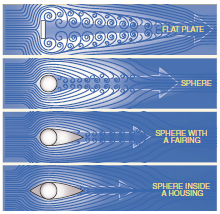 FLAT PLATE
SPHERE
SPHERE WITH
A FAIRING
SPHERE INSIDE
A HOUSING